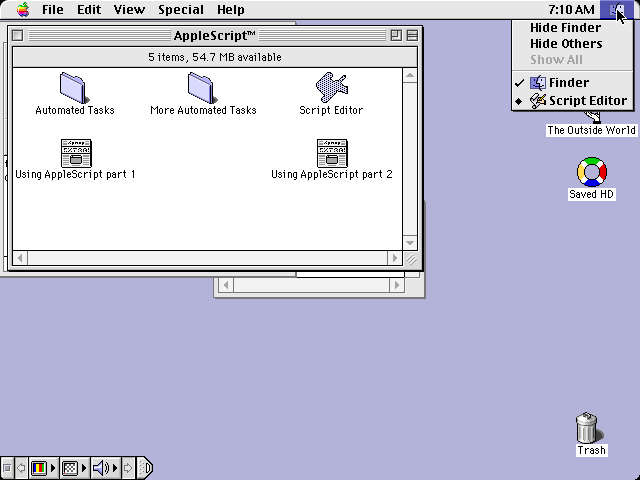 File Edit View Special Help
7:10 AM
AppleScript™
5 items, 54.7 MB available
Automated Tasks
More Automated Tasks
Script Editor
Using AppleScript part 1
Using AppleScript part 2
Hide Finder
Hide Others
Show All
✓ Finder
◆ Script Editor
The Outside World
Saved HD
Trash